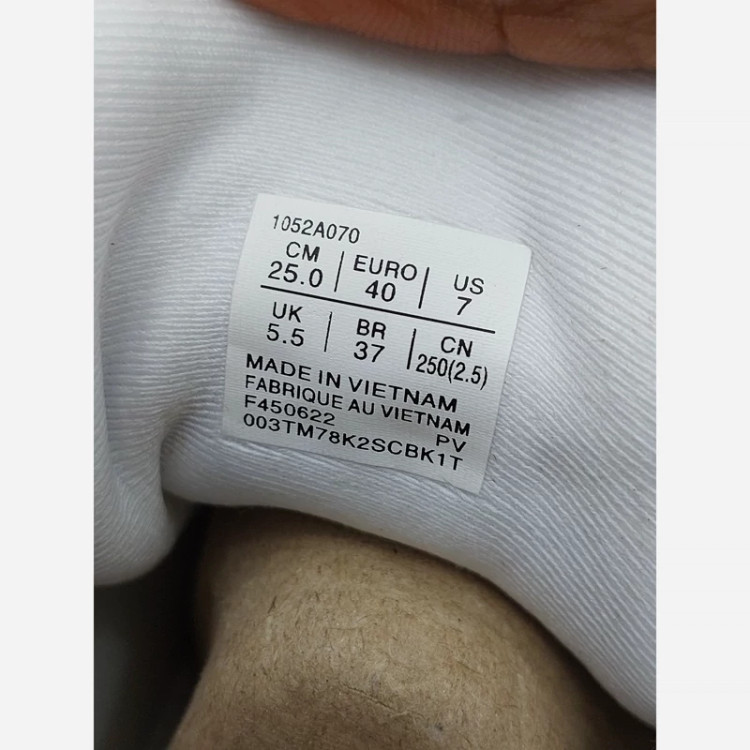 1052A070
CM | EURO | US
25.0 | 40 | 7
UK | BR | CN
5.5 | 37 | 250(2.5)
MADE IN VIETNAM
FABRIQUE AU VIETNAM
F450622 PV
003TM78K2SCBK1T